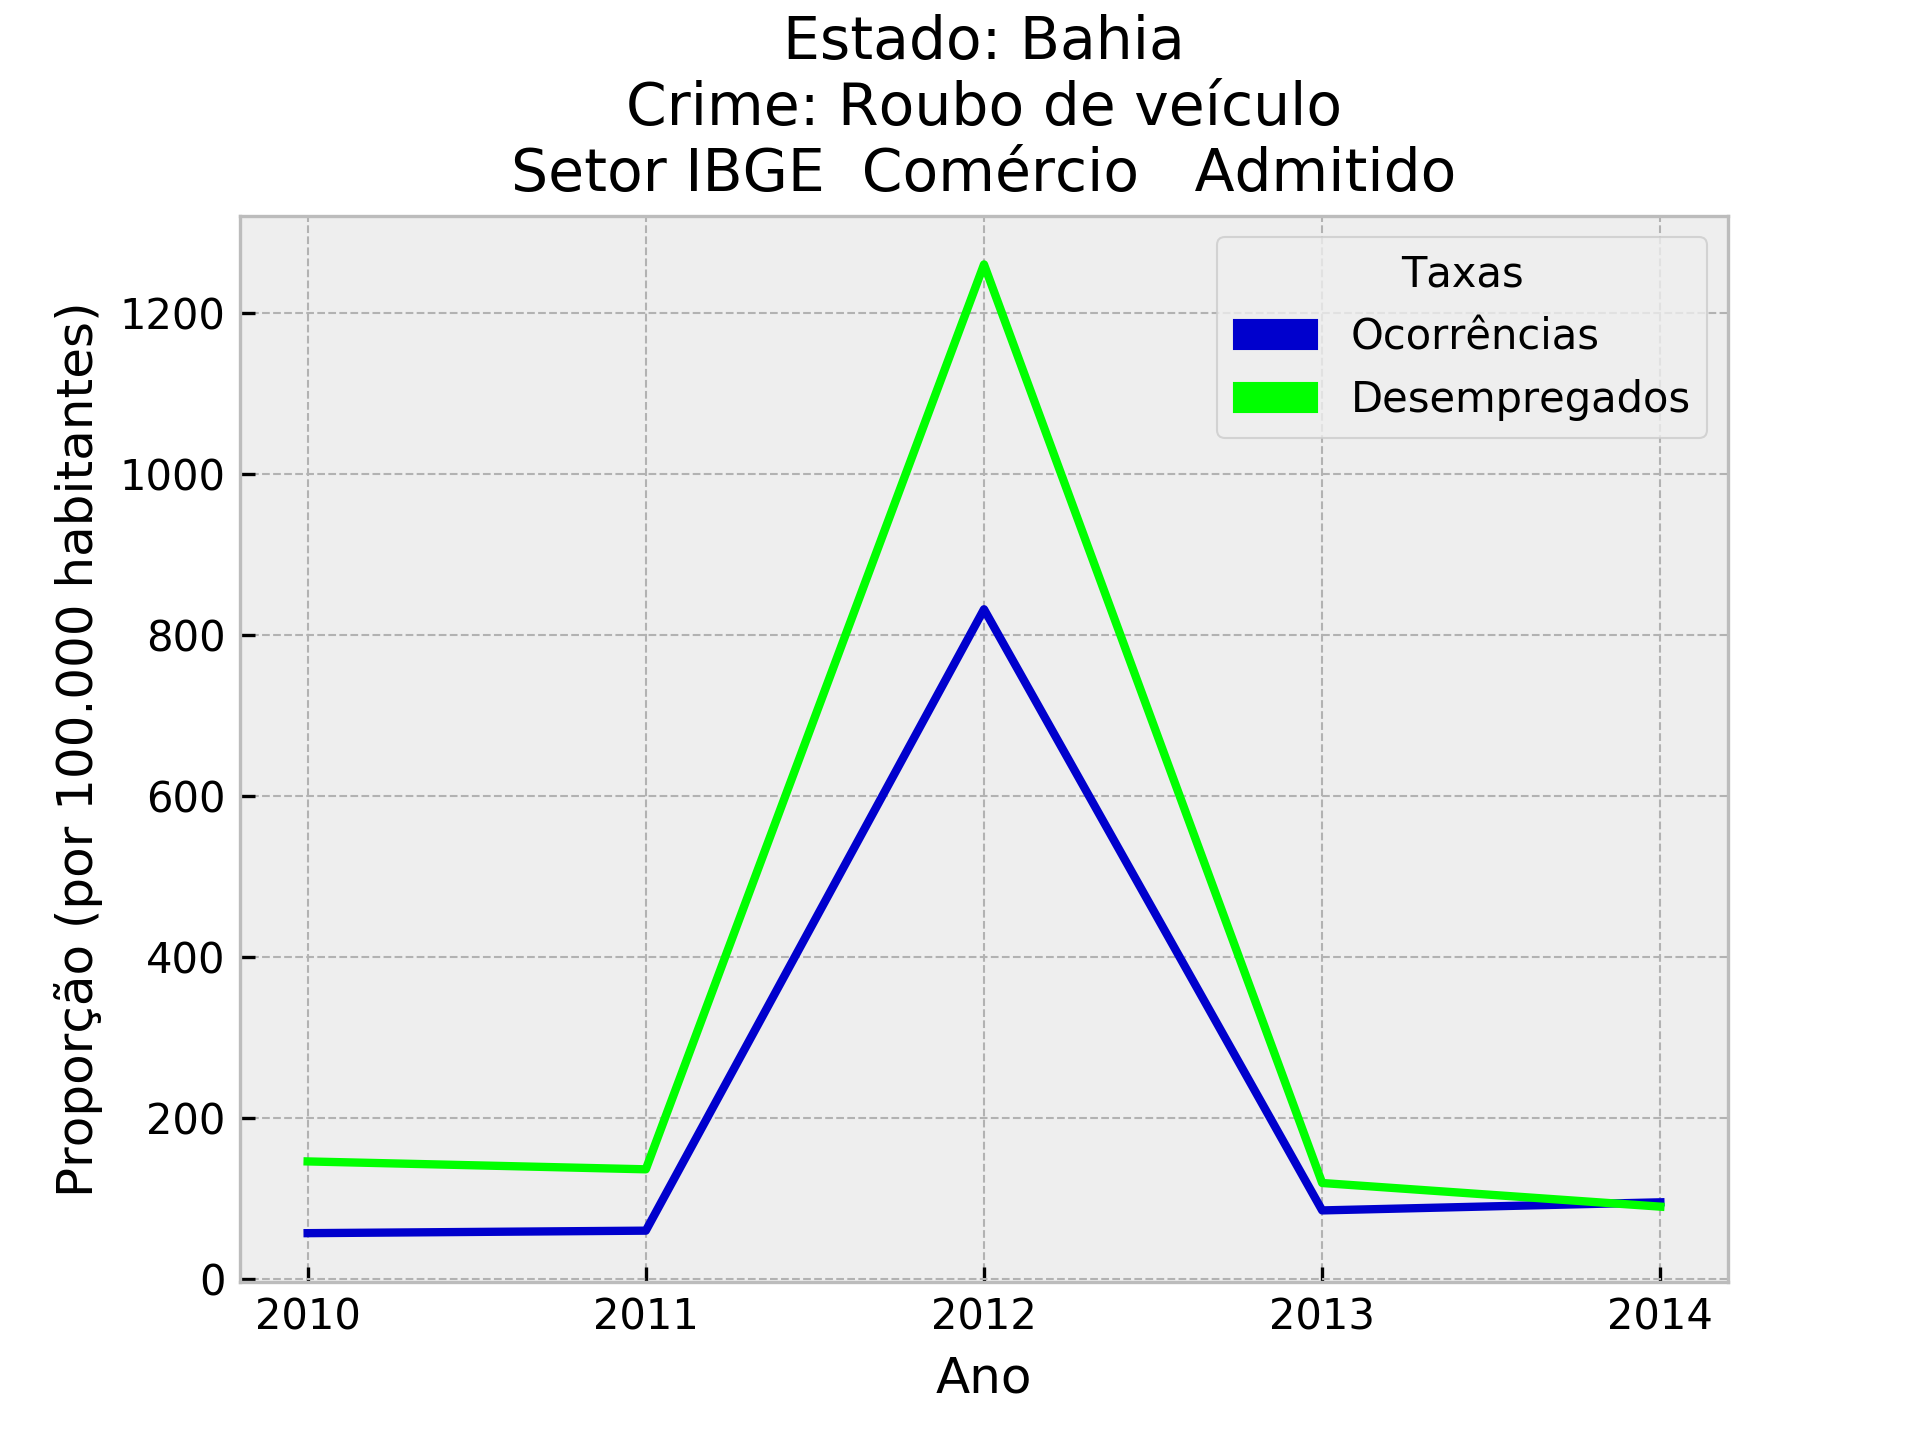 Estado: Bahia
Crime: Roubo de veículo
Setor IBGE  Comércio   Admitido
Proporção (por 100.000 habitantes)
1200
1000
800
600
400
200
0
Taxas
Ocorrências
Desempregados
2010 2011 2012 2013 2014
Ano